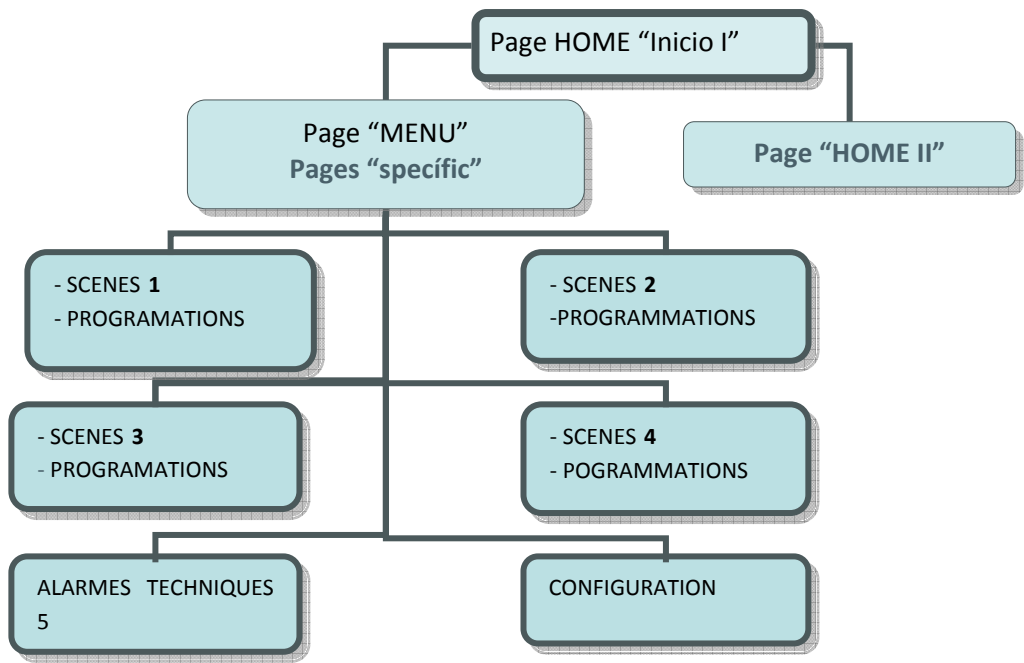 Page HOME “Inicio I”
Page “MENU”
Pages “specífic”
Page “HOME II”
- SCENES 1
- PROGRAMATIONS
- SCENES 2
-PROGRAMMATIONS
- SCENES 3
- PROGRAMATIONS
- SCENES 4
- POGRAMMATIONS
ALARMES TECHNIQUES
5
CONFIGURATION